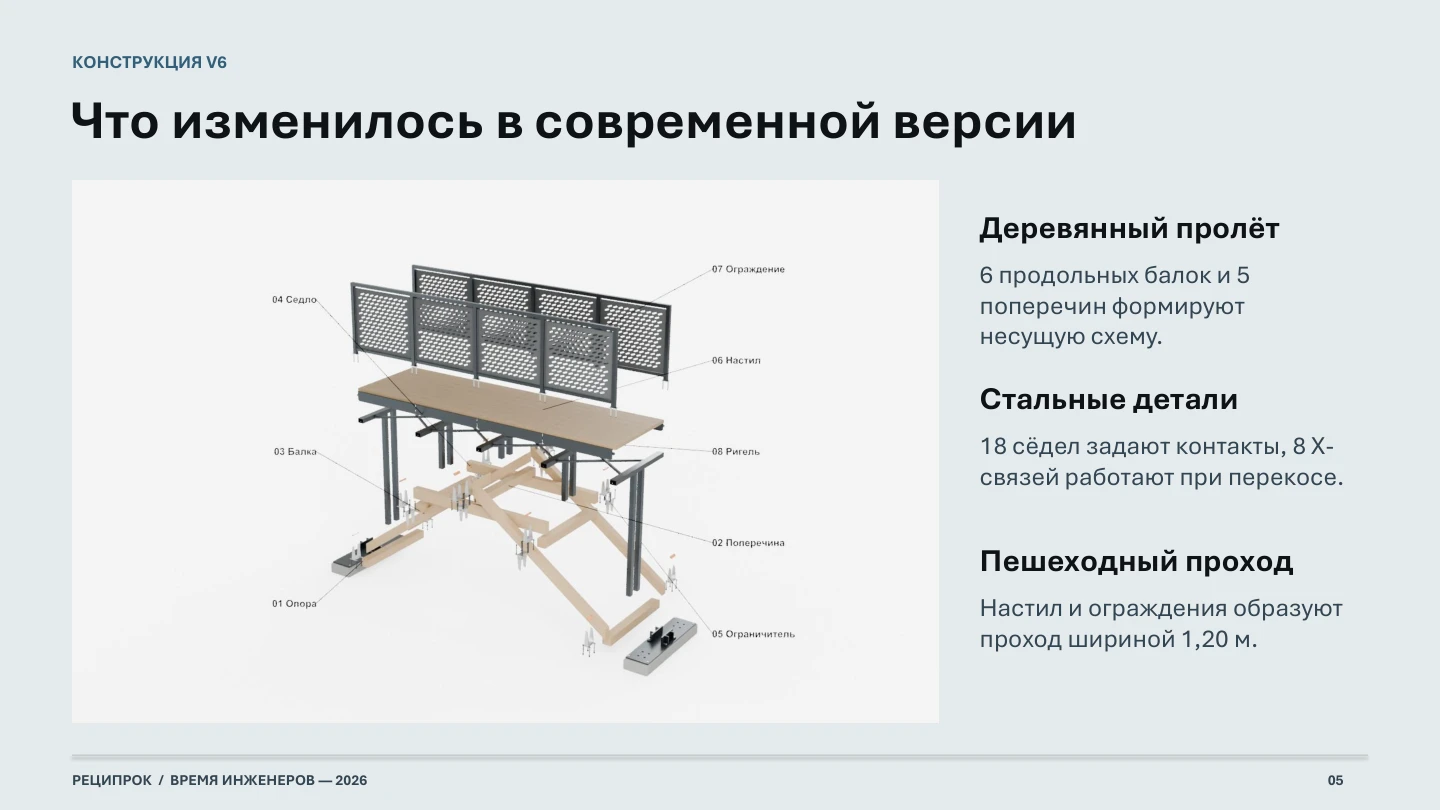 КОНСТРУКЦИЯ V6
Что изменилось в современной версии
07 Ограждение
04 Седло
06 Настил
03 Балка
08 Ригель
02 Поперечина
01 Опора
05 Ограничитель
Деревянный пролёт
6 продольных балок и 5
поперечин формируют
несущую схему.
Стальные детали
18 сёдел задают контакты, 8 X-
связей работают при перекосе.
Пешеходный проход
Настил и ограждения образуют
проход шириной 1,20 м.
РЕЦИПРОК / ВРЕМЯ ИНЖЕНЕРОВ — 2026
05